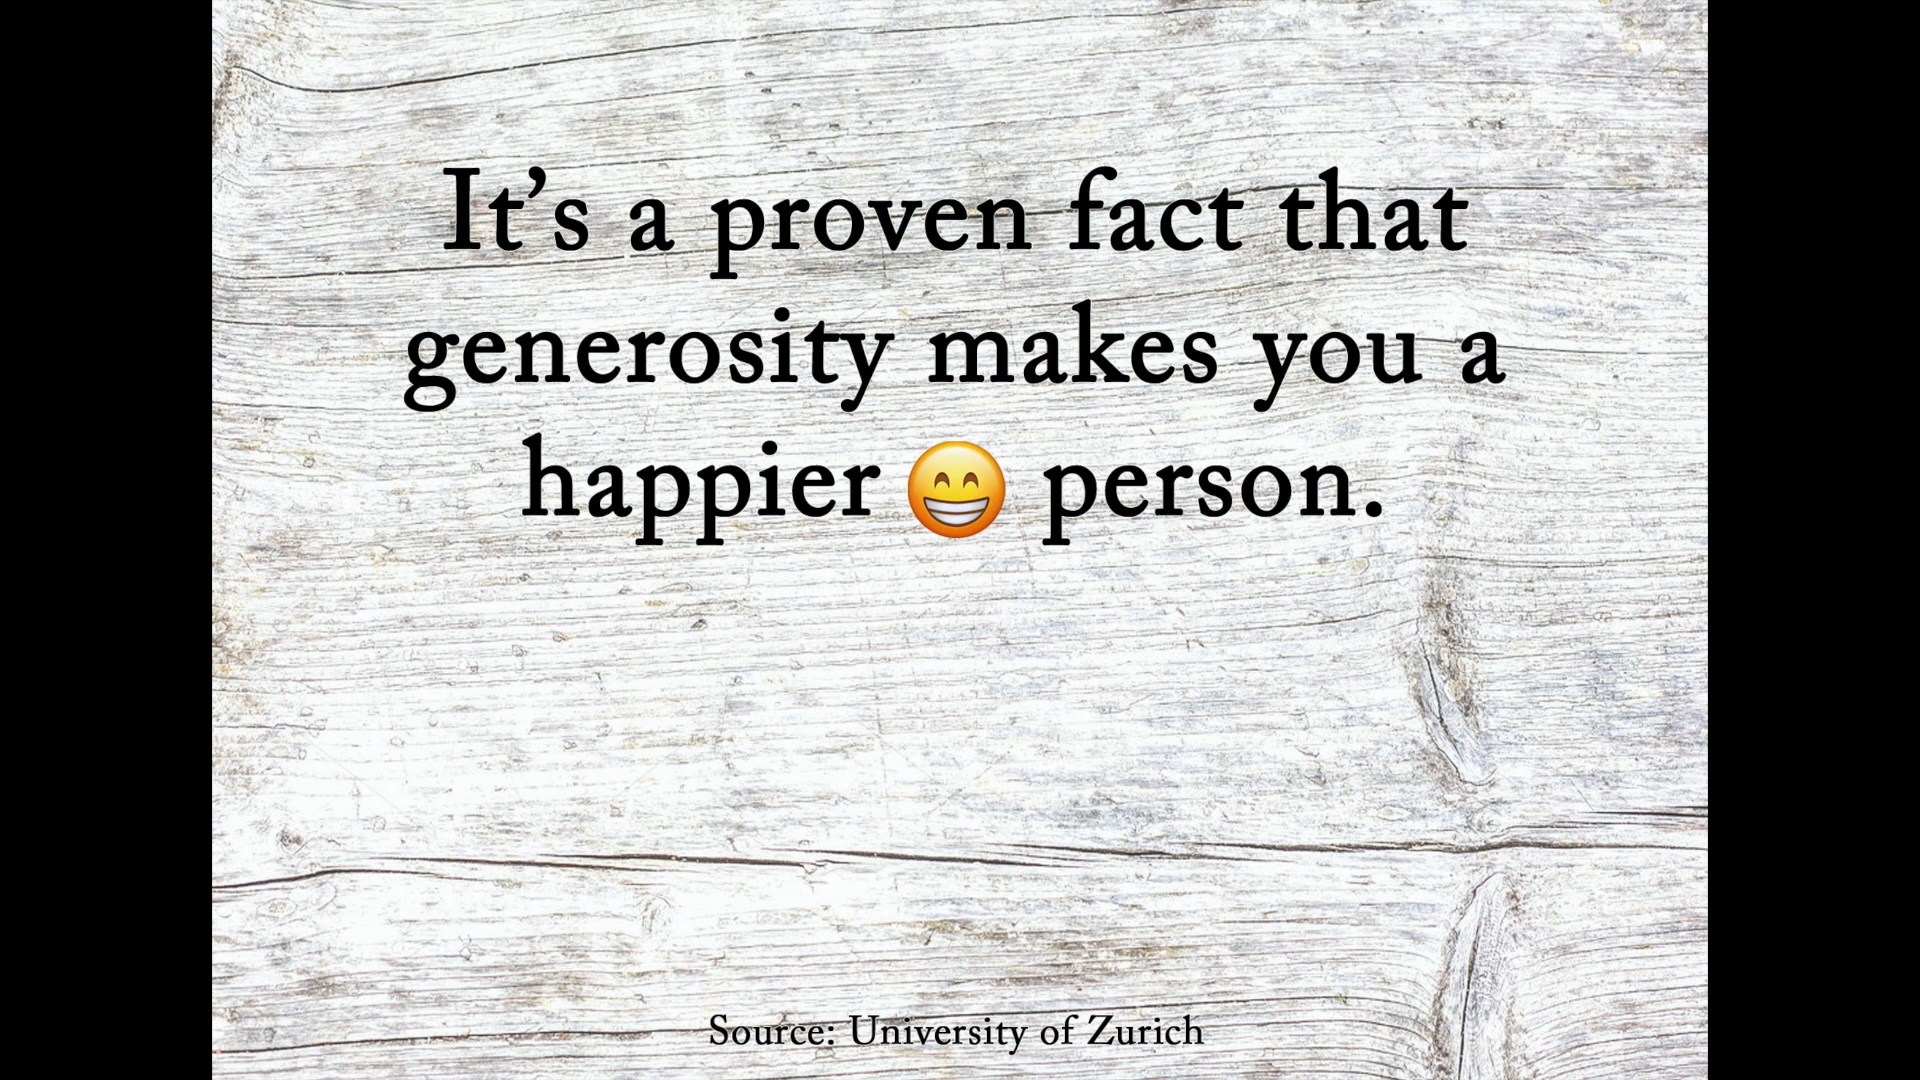 It’s a proven fact that
generosity makes you a
happier 😁 person.
Source: University of Zurich